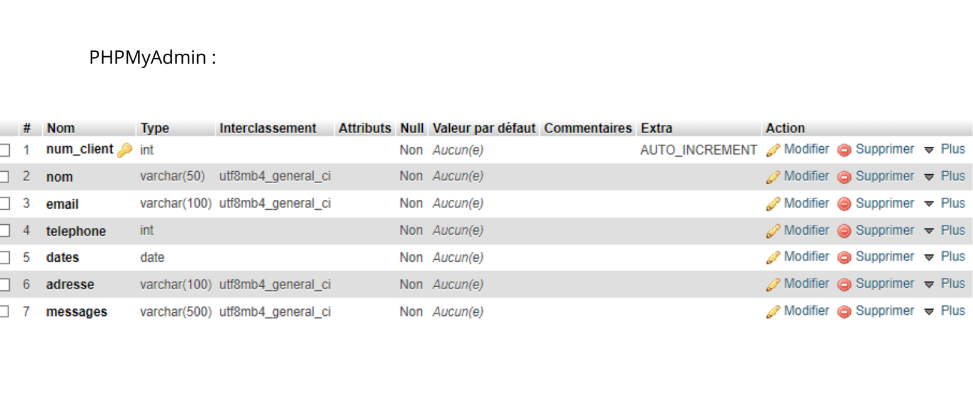 PHPMyAdmin :
# Nom Type Interclassement Attributs Null Valeur par défaut Commentaires Extra Action
1 num_client int Non Aucun(e) AUTO_INCREMENT Modifier Supprimer Plus
2 nom varchar(50) utf8mb4_general_ci Non Aucun(e) Modifier Supprimer Plus
3 email varchar(100) utf8mb4_general_ci Non Aucun(e) Modifier Supprimer Plus
4 telephone int Non Aucun(e) Modifier Supprimer Plus
5 dates date Non Aucun(e) Modifier Supprimer Plus
6 adresse varchar(100) utf8mb4_general_ci Non Aucun(e) Modifier Supprimer Plus
7 messages varchar(500) utf8mb4_general_ci Non Aucun(e) Modifier Supprimer Plus